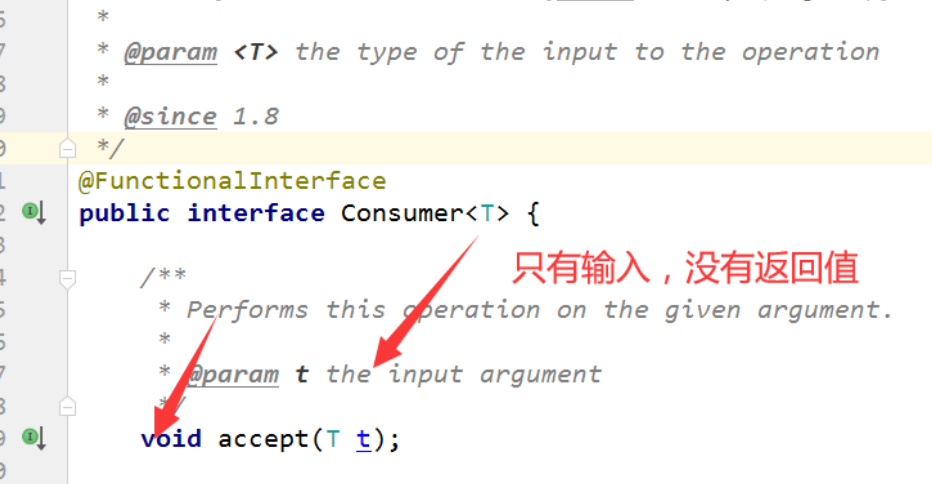 *
* @param <T> the type of the input to the operation
*
* @since 1.8
*/
@FunctionalInterface
public interface Consumer<T> {
只有输入，没有返回值
/**
* Performs this operation on the given argument.
*
* @param t the input argument
*/
void accept(T t);